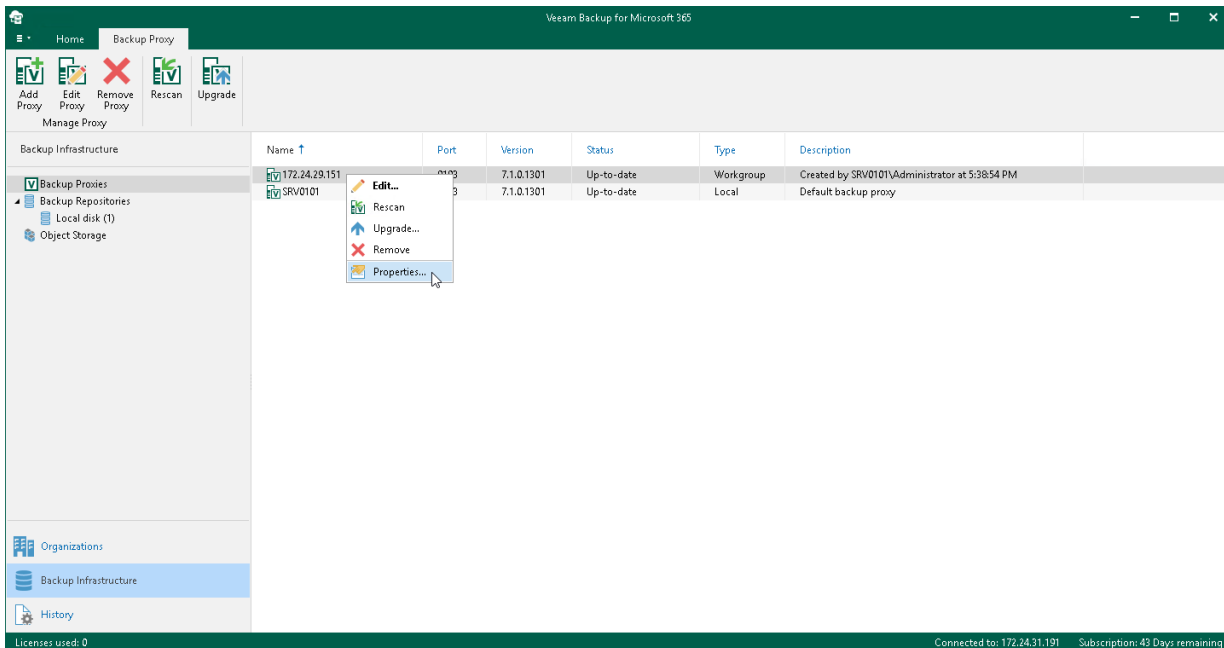 Veeam Backup for Microsoft 365
Home Backup Proxy
Add Proxy
Edit Proxy
Remove Proxy
Rescan
Upgrade
Manage Proxy
Backup Infrastructure
Backup Proxies
Backup Repositories
Local disk (1)
Object Storage
Name ↑ Port Version Status Type Description
172.24.29.151 7.1.0.1301 Up-to-date Workgroup Created by SRV0101\Administrator at 5:38:54 PM
SRV0101 3 7.1.0.1301 Up-to-date Local Default backup proxy
Edit...
Rescan
Upgrade...
Remove
Properties...
Organizations
Backup Infrastructure
History
Licenses used: 0 Connected to: 172.24.31.191 Subscription: 43 Days remaining